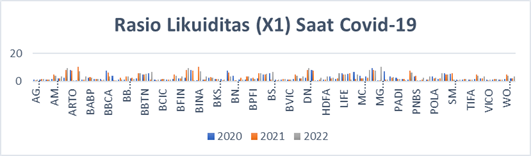 Rasio Likuiditas (X1) Saat Covid-19
20
0
AG…
AM…
ARTO
BABP
BBCA
BB…
BBTN
BCIC
BFIN
BINA
BKS…
BN…
BPFI
BS…
BVIC
DN…
HDFA
LIFE
MC…
MG…
PADI
PNBS
POLA
SM…
TIFA
VICO
WO…
2020 2021 2022